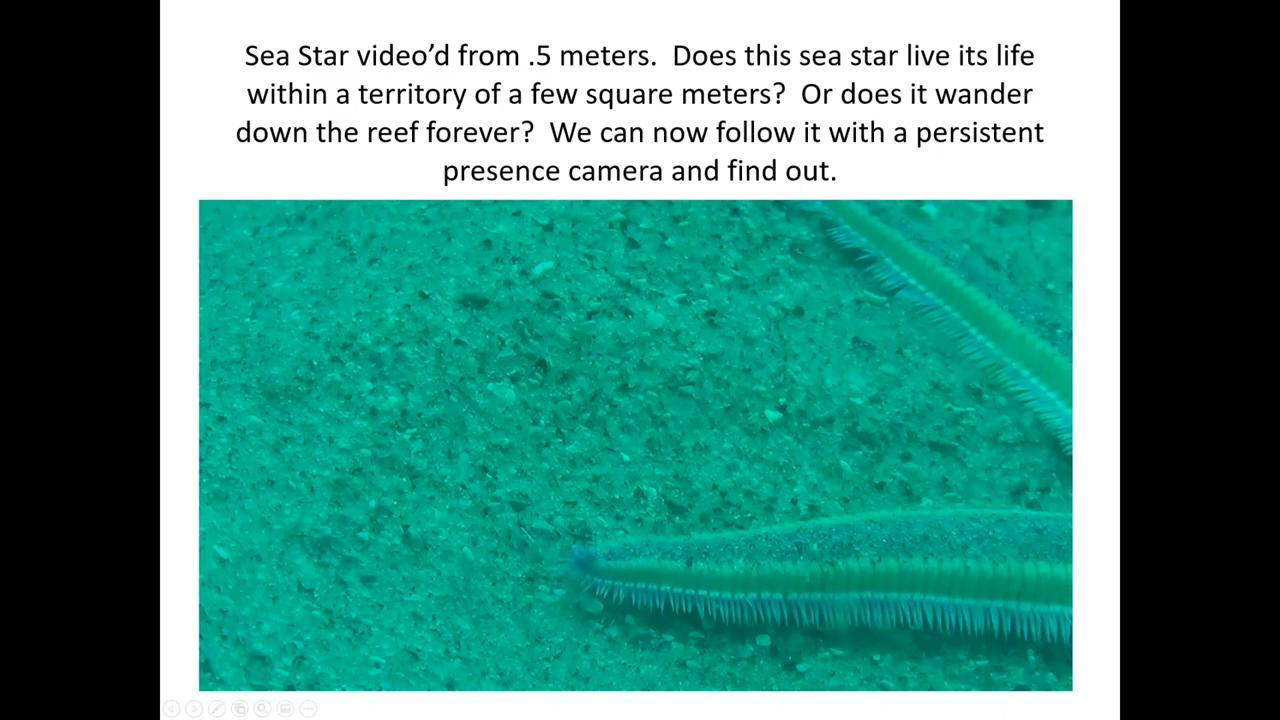 Sea Star video’d from .5 meters.  Does this sea star live its life
within a territory of a few square meters?  Or does it wander
down the reef forever?  We can now follow it with a persistent
presence camera and find out.